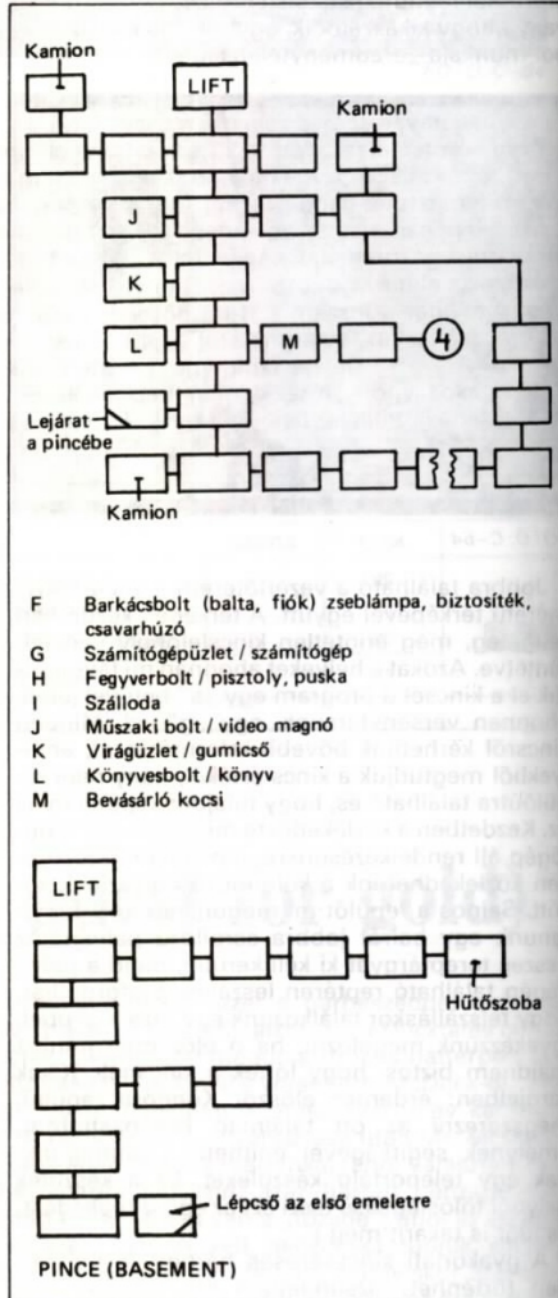 Kamion
LIFT
Kamion
J
K
L
M
4
Lejárat
a pincébe
Kamion
F Barkácsbolt (balta, fiók) zseblámpa, biztosíték,
csavarhúzó
G Számítógépüzlet / számítógép
H Fegyverbolt / pisztoly, puska
I Szálloda
J Műszaki bolt / video magnó
K Virágüzlet / gumicső
L Könyvesbolt / könyv
M Bevásárló kocsi
LIFT
Hűtőszoba
Lépcső az első emeletre
PINCE (BASEMENT)